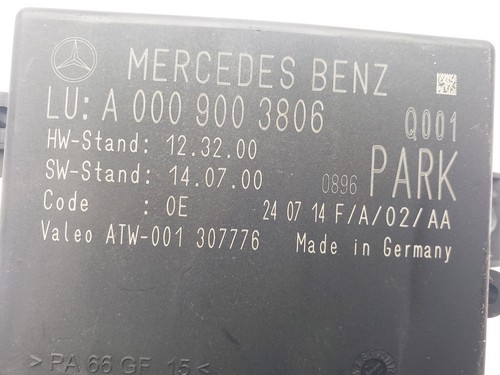 MERCEDES BENZ
LU: A 000 900 3806 Q001
HW-Stand: 12.32.00
SW-Stand: 14.07.00 0896 PARK
Code : 0E 24 07 14 F/A/02/AA
Valeo ATW-001 307776 Made in Germany
>PA 66 GF 15<